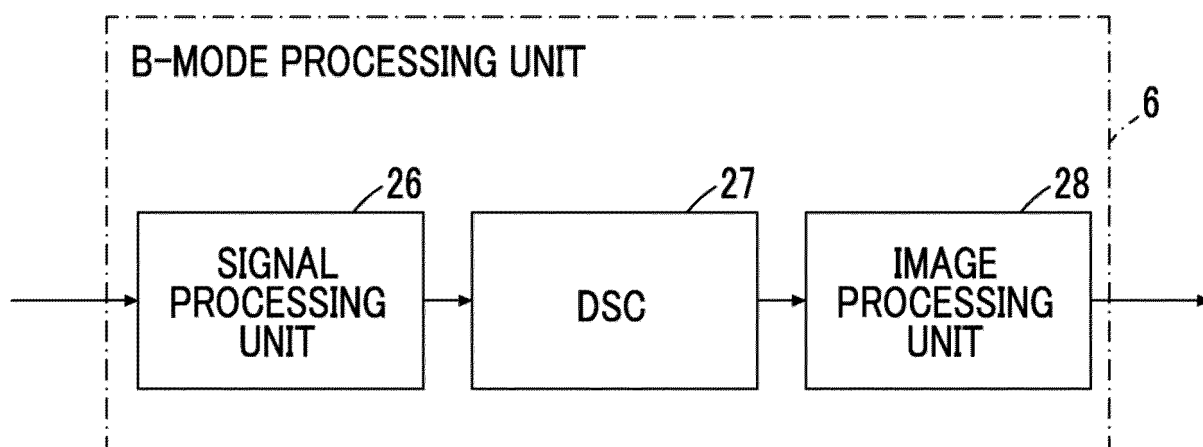 B-MODE PROCESSING UNIT
6
26
27
28
SIGNAL
PROCESSING
UNIT
DSC
IMAGE
PROCESSING
UNIT